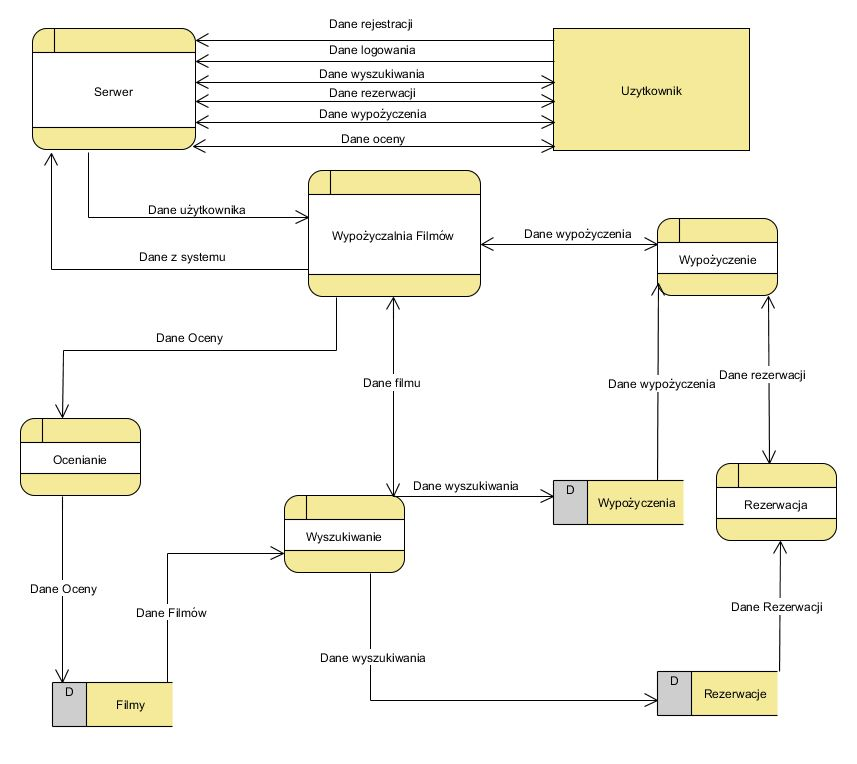 Dane rejestracji
Dane logowania
Dane wyszukiwania
Serwer
Uzytkownik
Dane rezerwacji
Dane wypożyczenia
Dane oceny
Dane użytkownika
Wypożyczalnia Filmów
Dane wypożyczenia
Dane z systemu
Wypożyczenie
Dane Oceny
Dane filmu
Dane wypożyczenia
Dane rezerwacji
Ocenianie
Dane wyszukiwania
D
Wypożyczenia
Rezerwacja
Wyszukiwanie
Dane Oceny
Dane Filmów
Dane Rezerwacji
Dane wyszukiwania
D
Filmy
D
Rezerwacje